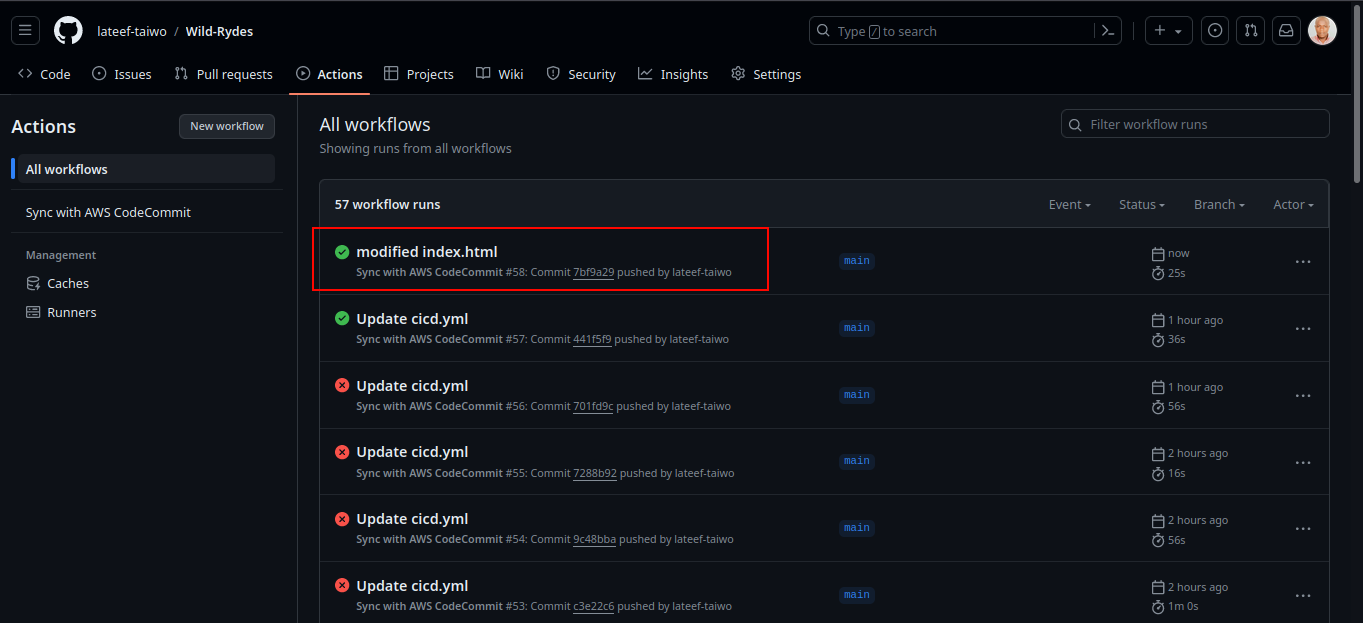 lateef-taiwo / Wild-Rydes
Type / to search
Code Issues Pull requests Actions Projects Wiki Security Insights Settings
Actions
New workflow
All workflows
Sync with AWS CodeCommit
Management
Caches
Runners
All workflows
Showing runs from all workflows
Filter workflow runs
57 workflow runs
Event Status Branch Actor
modified index.html
Sync with AWS CodeCommit #58: Commit 7bf9a29 pushed by lateef-taiwo
main
now
25s
Update cicd.yml
Sync with AWS CodeCommit #57: Commit 441f5f9 pushed by lateef-taiwo
main
1 hour ago
36s
Update cicd.yml
Sync with AWS CodeCommit #56: Commit 701fd9c pushed by lateef-taiwo
main
1 hour ago
56s
Update cicd.yml
Sync with AWS CodeCommit #55: Commit 7288b92 pushed by lateef-taiwo
main
2 hours ago
16s
Update cicd.yml
Sync with AWS CodeCommit #54: Commit 9c48bba pushed by lateef-taiwo
main
2 hours ago
56s
Update cicd.yml
Sync with AWS CodeCommit #53: Commit c3e22c6 pushed by lateef-taiwo
main
2 hours ago
1m 0s